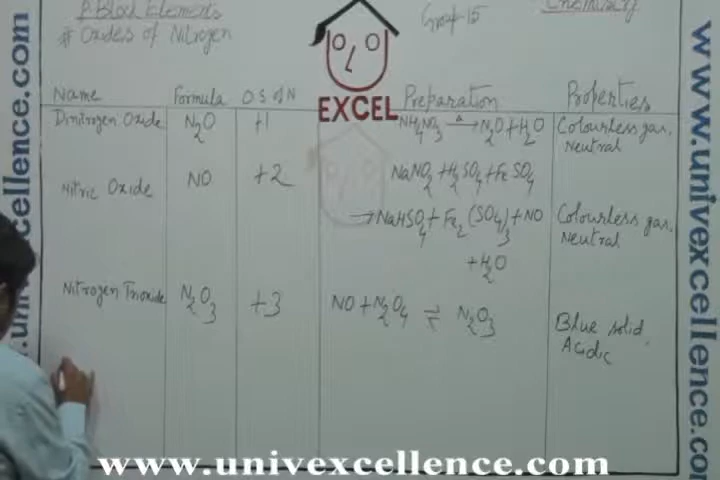 P-Block Elements
Group-15
Chemistry
# Oxides of Nitrogen
EXCEL
Name Formula O.S of N Preparation Properties
Dinitrogen Oxide N2O +1 NH4NO3 —Δ→ N2O + H2O Colourless gas, Neutral
Nitric Oxide NO +2 NaNO2 + H2SO4 + FeSO4
→ NaHSO4 + Fe2(SO4)3 + NO Colourless gas, Neutral
+ H2O
Nitrogen Trioxide N2O3 +3 NO + N2O4 ⇌ N2O3 Blue solid, Acidic
www.univexcellence.com
www.univexcellence.com
www.univexcellence.com